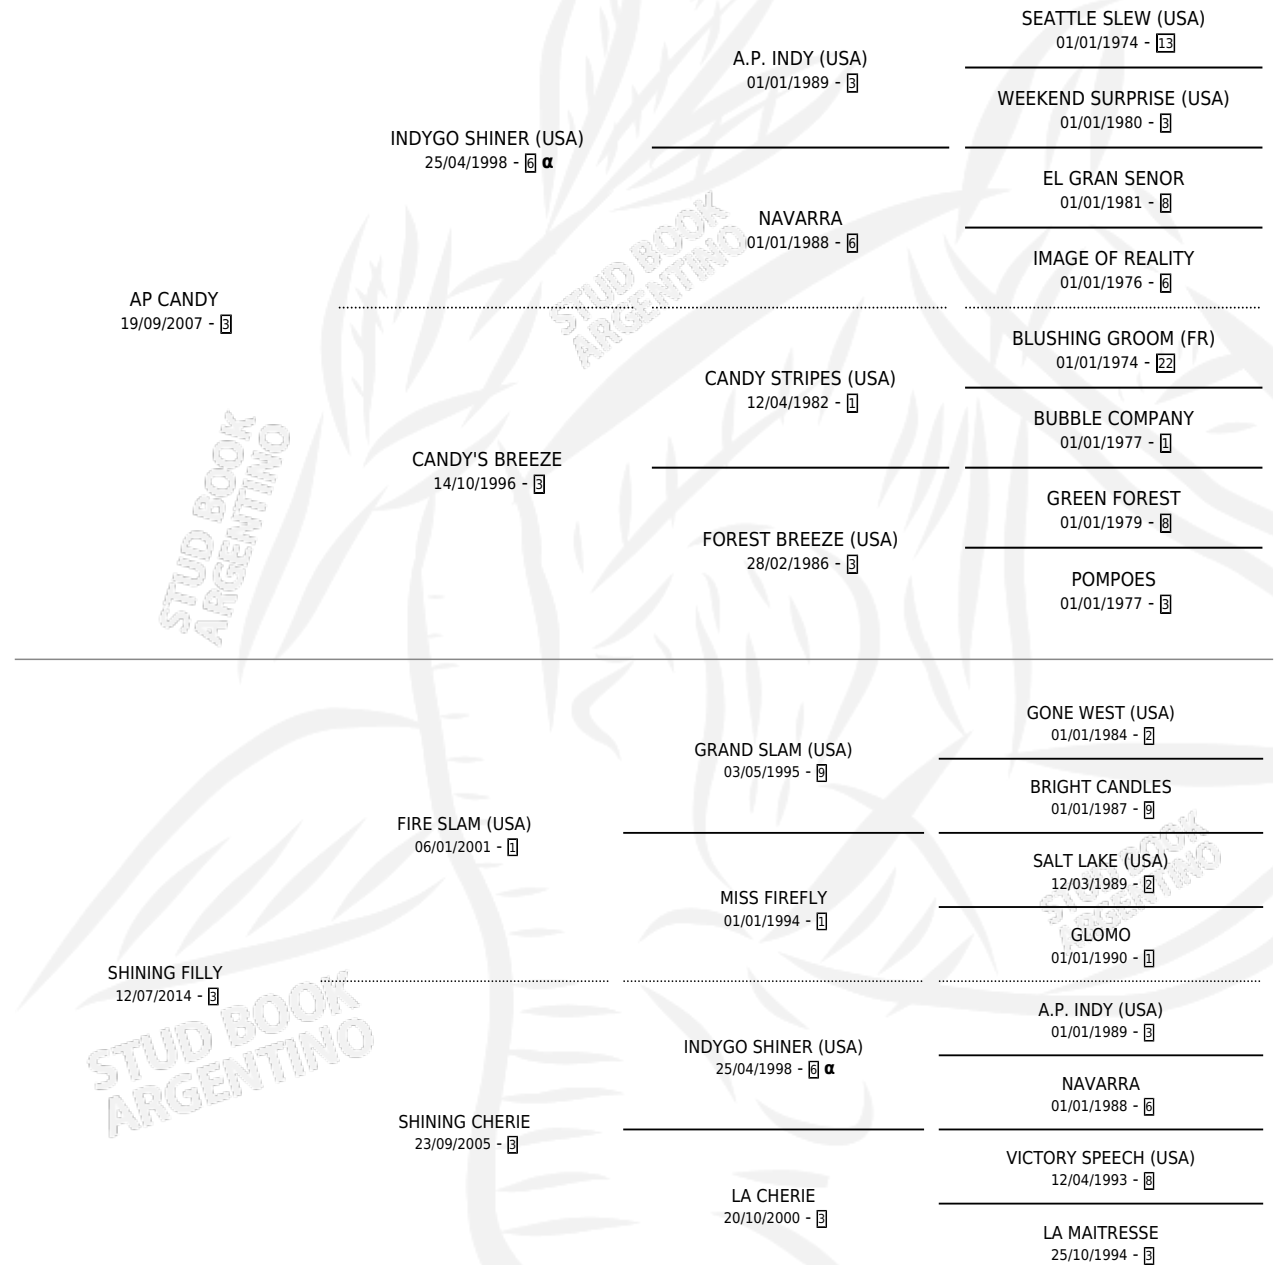 SEATTLE SLEW (USA)
01/01/1974 - 13
A.P. INDY (USA)
01/01/1989 - 3
WEEKEND SURPRISE (USA)
01/01/1980 - 3
INDYGO SHINER (USA)
25/04/1998 - 6 α
EL GRAN SENOR
01/01/1981 - 8
NAVARRA
01/01/1988 - 6
IMAGE OF REALITY
01/01/1976 - 6
AP CANDY
19/09/2007 - 3
BLUSHING GROOM (FR)
01/01/1974 - 22
CANDY STRIPES (USA)
12/04/1982 - 1
BUBBLE COMPANY
01/01/1977 - 1
CANDY'S BREEZE
14/10/1996 - 3
GREEN FOREST
01/01/1979 - 8
FOREST BREEZE (USA)
28/02/1986 - 3
POMPOES
01/01/1977 - 3
GONE WEST (USA)
01/01/1984 - 2
GRAND SLAM (USA)
03/05/1995 - 9
BRIGHT CANDLES
01/01/1987 - 9
FIRE SLAM (USA)
06/01/2001 - 1
SALT LAKE (USA)
12/03/1989 - 2
MISS FIREFLY
01/01/1994 - 1
GLOMO
01/01/1990 - 1
SHINING FILLY
12/07/2014 - 3
A.P. INDY (USA)
01/01/1989 - 3
INDYGO SHINER (USA)
25/04/1998 - 6 α
NAVARRA
01/01/1988 - 6
SHINING CHERIE
23/09/2005 - 3
VICTORY SPEECH (USA)
12/04/1993 - 8
LA CHERIE
20/10/2000 - 3
LA MAITRESSE
25/10/1994 - 3
STUD BOOK
ARGENTINO
STUD BOOK
ARGENTINO
STUD BOOK
ARGENTINO
STUD BOOK
ARGENTINO